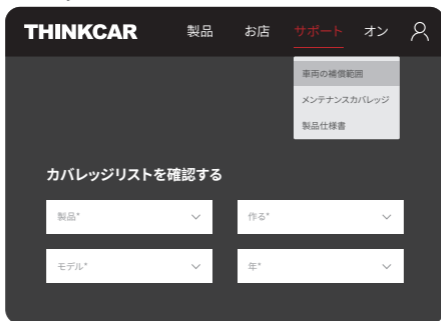 THINKCAR 製品 お店 サポート オン
車両の補償範囲
メンテナンスカバレッジ
製品仕様書
カバレッジリストを確認する
製品* 作る*
モデル* 年*